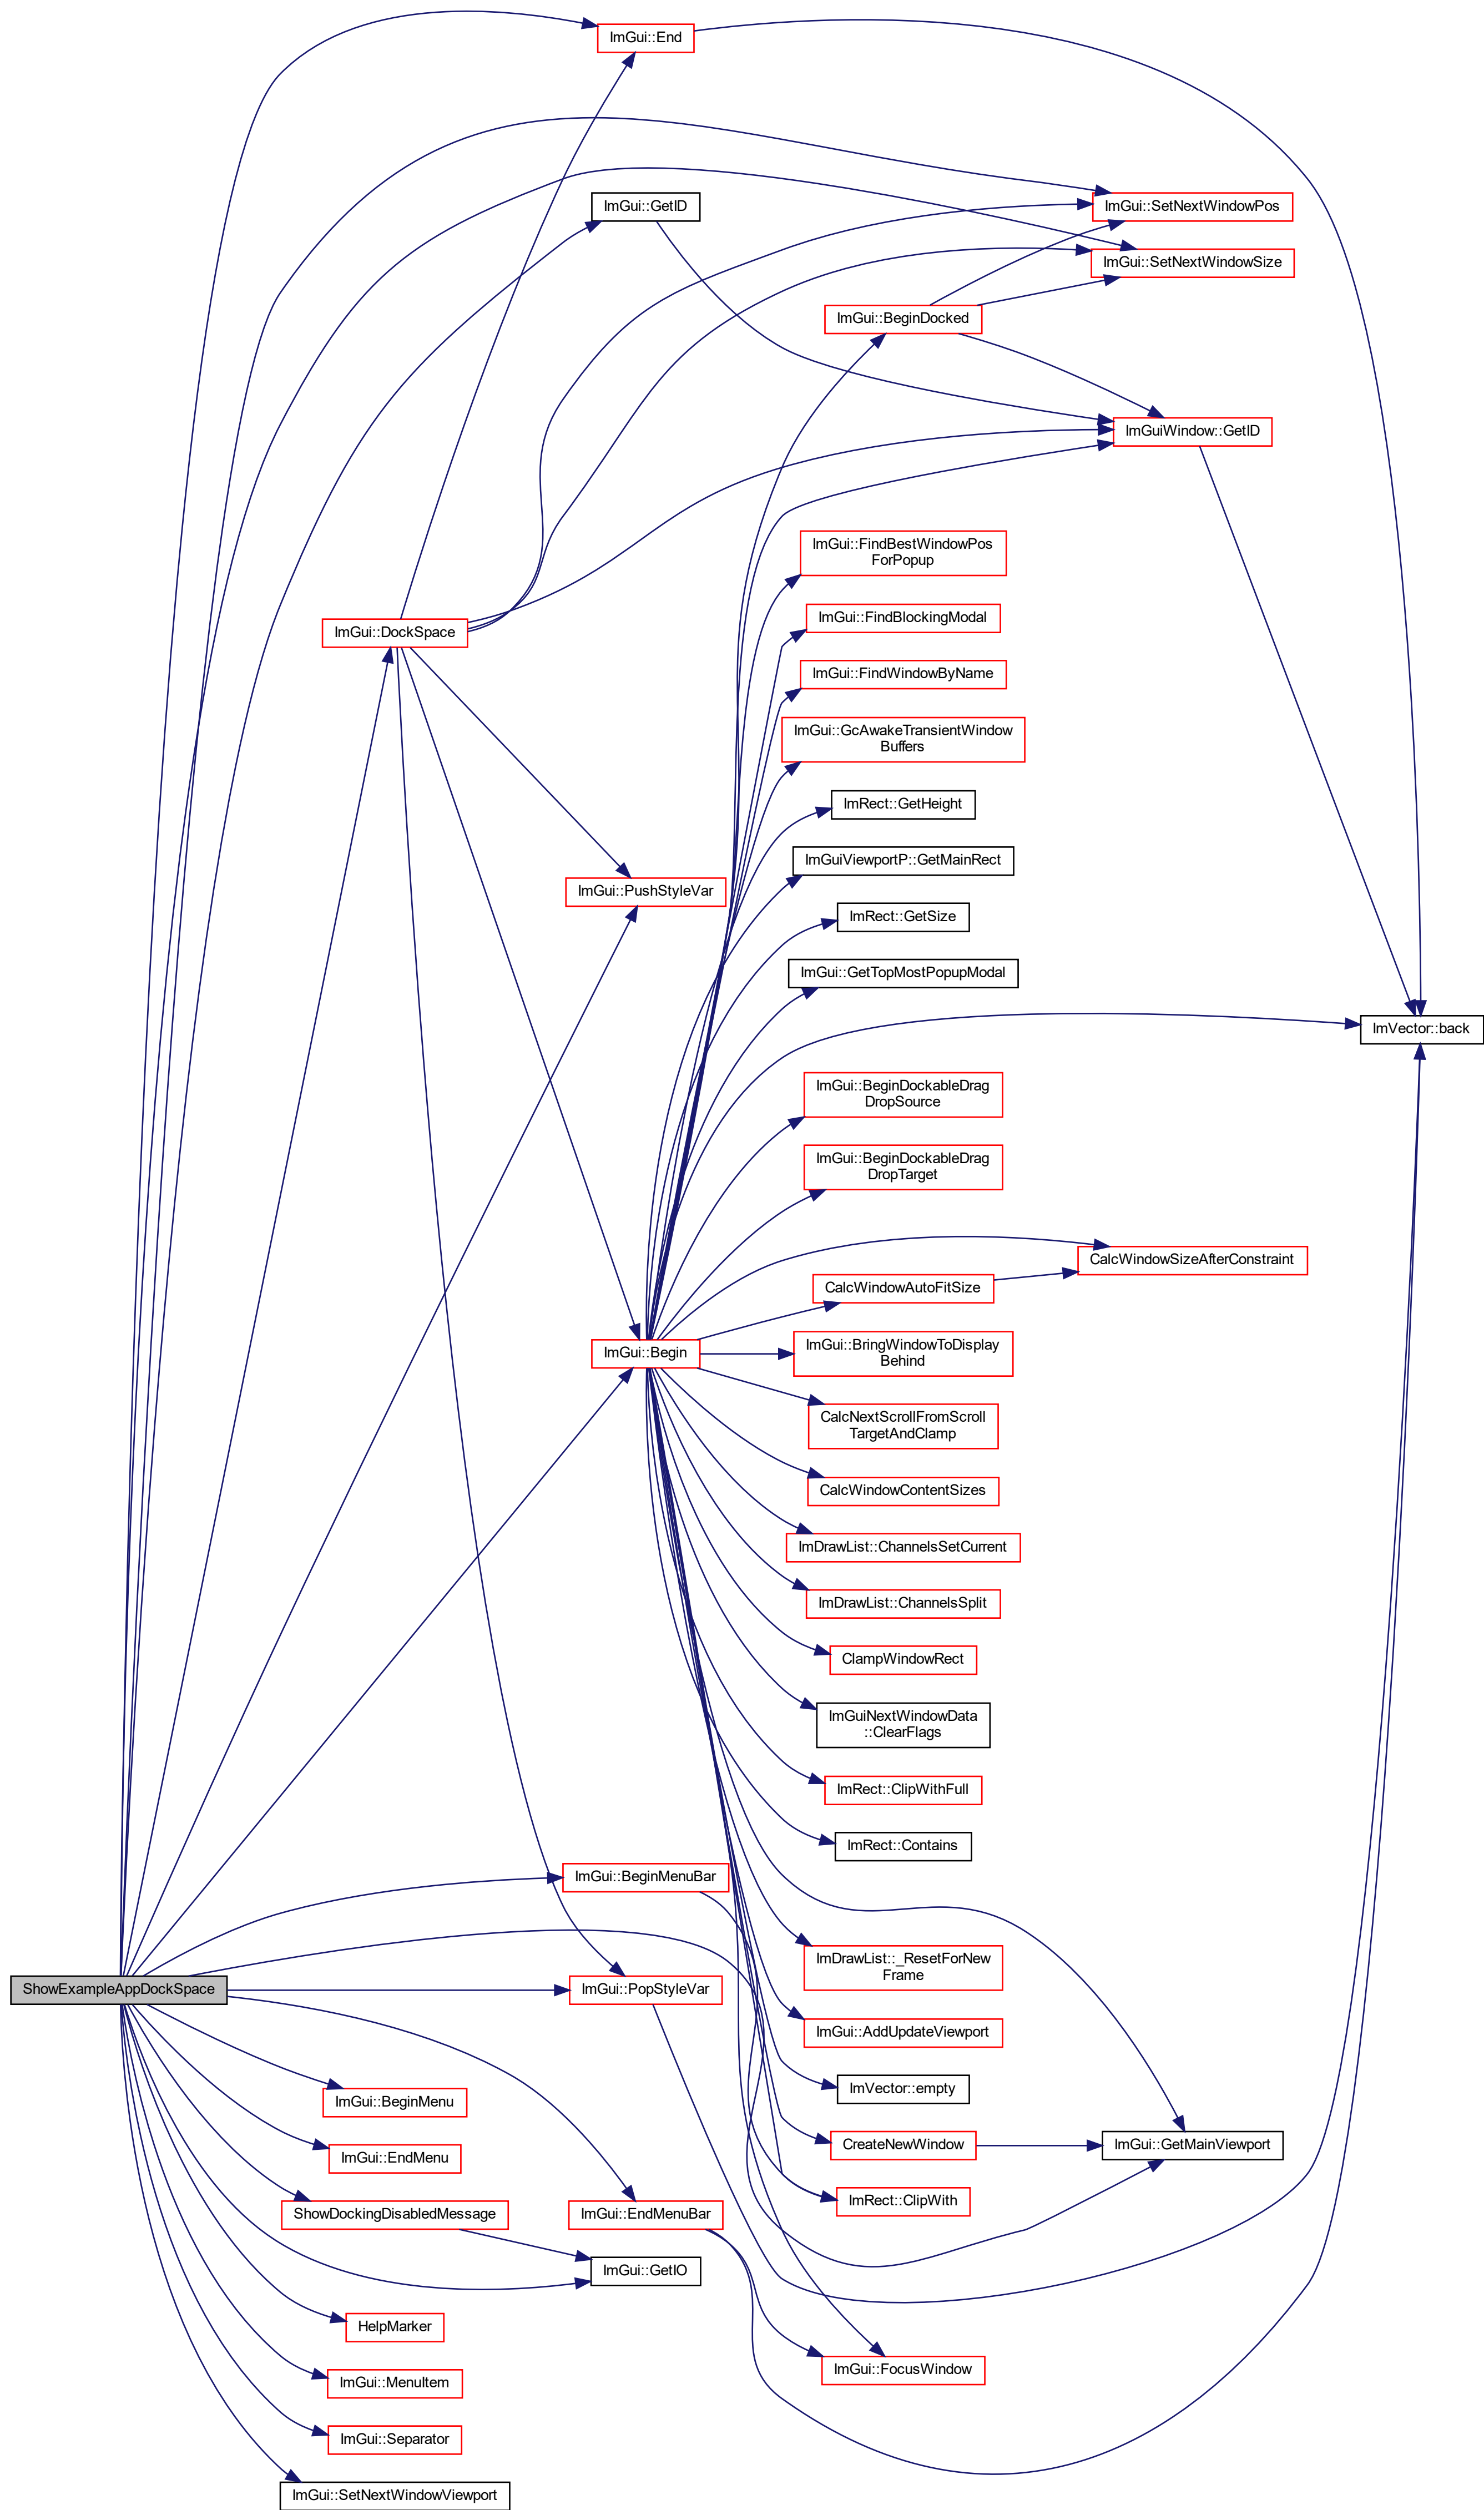 ImGui::End
ImGui::GetID
ImGui::SetNextWindowPos
ImGui::SetNextWindowSize
ImGui::BeginDocked
ImGuiWindow::GetID
ImGui::FindBestWindowPos
ForPopup
ImGui::FindBlockingModal
ImGui::DockSpace
ImGui::FindWindowByName
ImGui::GcAwakeTransientWindow
Buffers
ImRect::GetHeight
ImGuiViewportP::GetMainRect
ImGui::PushStyleVar
ImRect::GetSize
ImGui::GetTopMostPopupModal
ImVector::back
ImGui::BeginDockableDrag
DropSource
ImGui::BeginDockableDrag
DropTarget
CalcWindowSizeAfterConstraint
CalcWindowAutoFitSize
ImGui::Begin
ImGui::BringWindowToDisplay
Behind
CalcNextScrollFromScroll
TargetAndClamp
CalcWindowContentSizes
ImDrawList::ChannelsSetCurrent
ImDrawList::ChannelsSplit
ClampWindowRect
ImGuiNextWindowData
::ClearFlags
ImRect::ClipWithFull
ImRect::Contains
ImGui::BeginMenuBar
ImDrawList::_ResetForNew
Frame
ShowExampleAppDockSpace
ImGui::PopStyleVar
ImGui::AddUpdateViewport
ImVector::empty
ImGui::BeginMenu
CreateNewWindow
ImGui::GetMainViewport
ImGui::EndMenu
ImRect::ClipWith
ShowDockingDisabledMessage
ImGui::EndMenuBar
ImGui::GetIO
HelpMarker
ImGui::FocusWindow
ImGui::MenuItem
ImGui::Separator
ImGui::SetNextWindowViewport